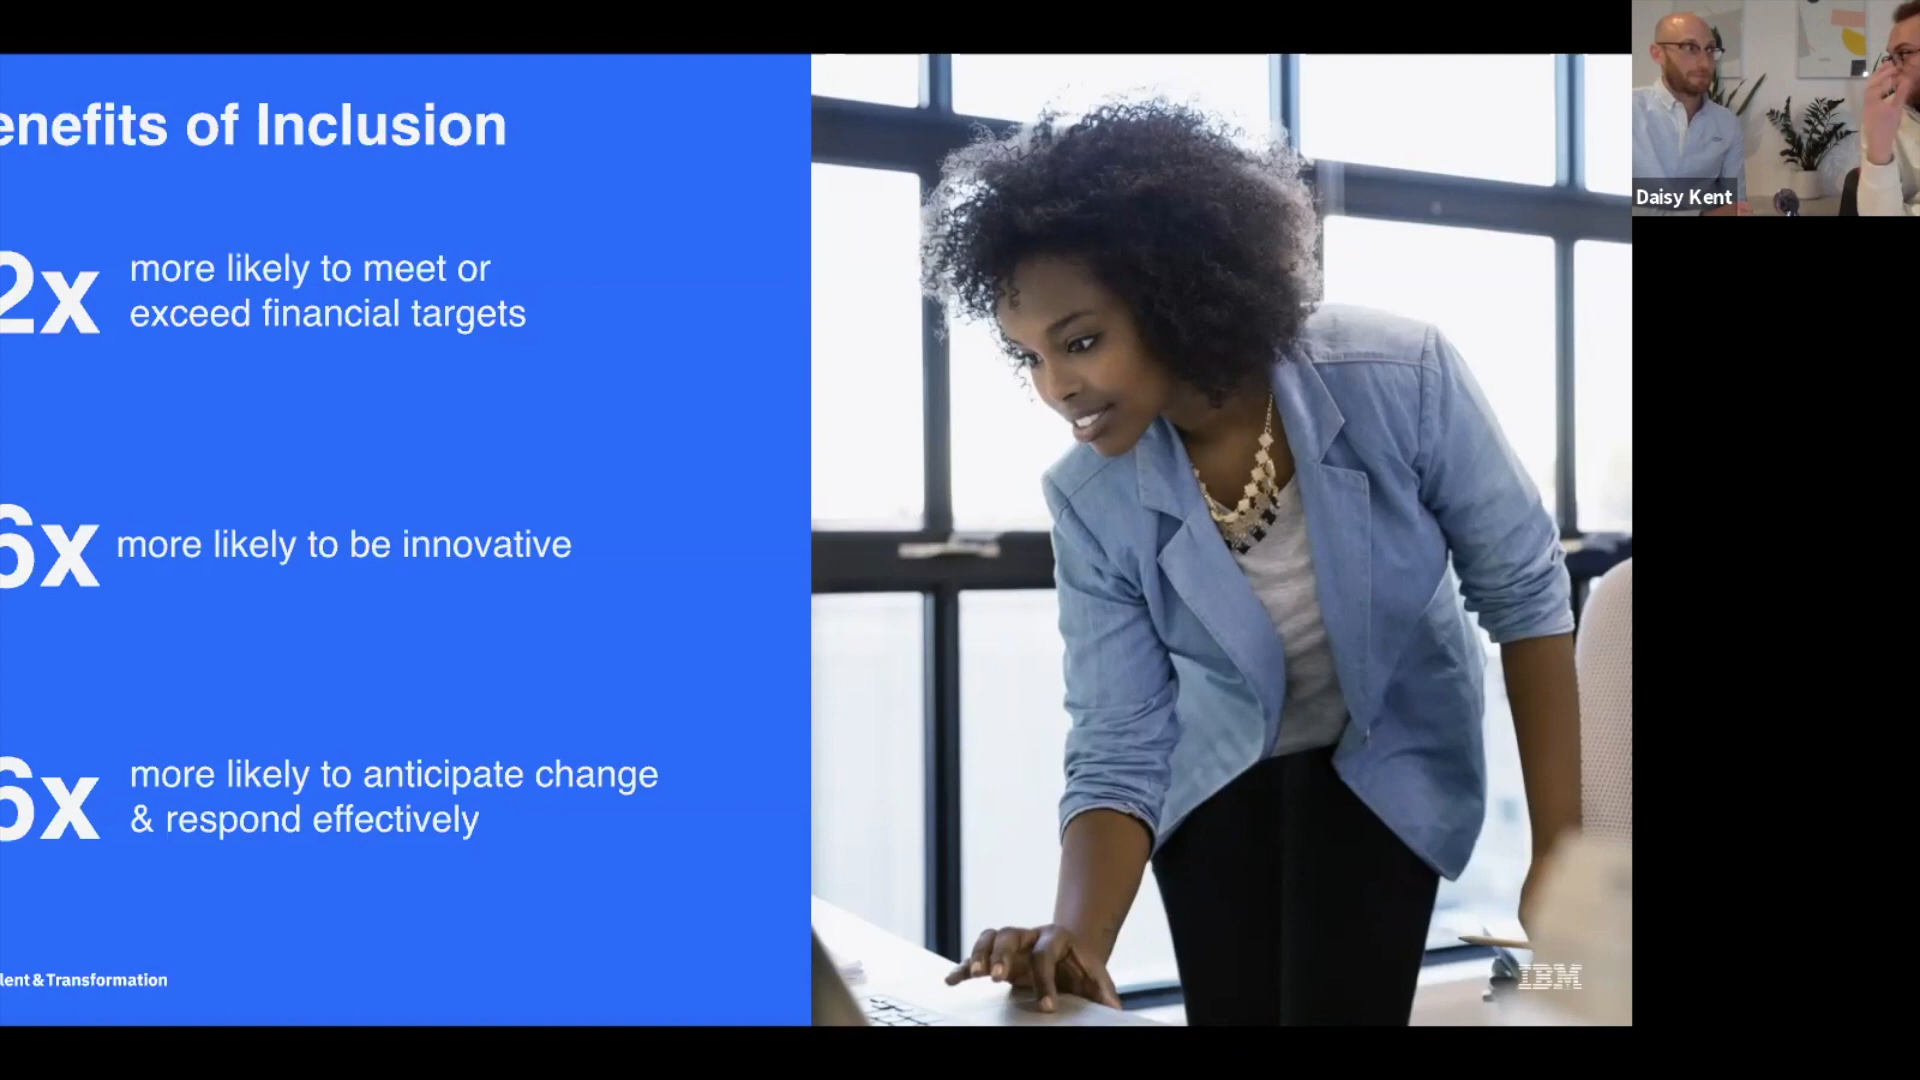 enefits of Inclusion
2x
more likely to meet or
exceed financial targets
6x
more likely to be innovative
6x
more likely to anticipate change
& respond effectively
lent & Transformation
IBM
Daisy Kent